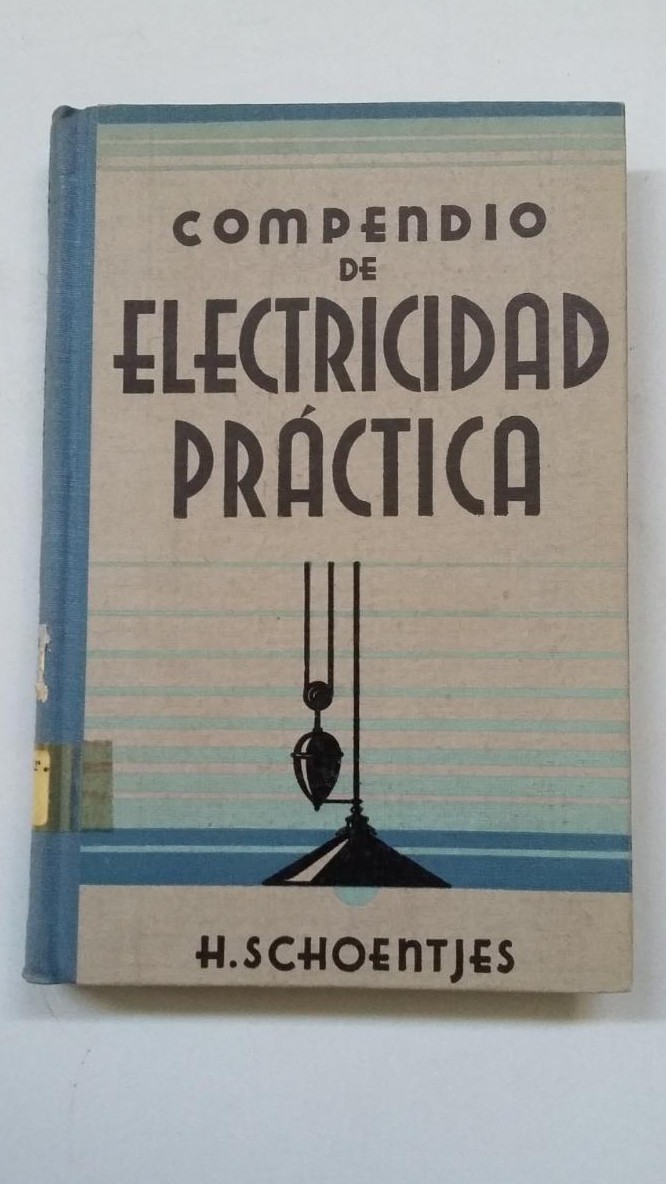 COMPENDIO
DE
ELECTRICIDAD
PRÁCTICA
H. SCHOENTJES
r.